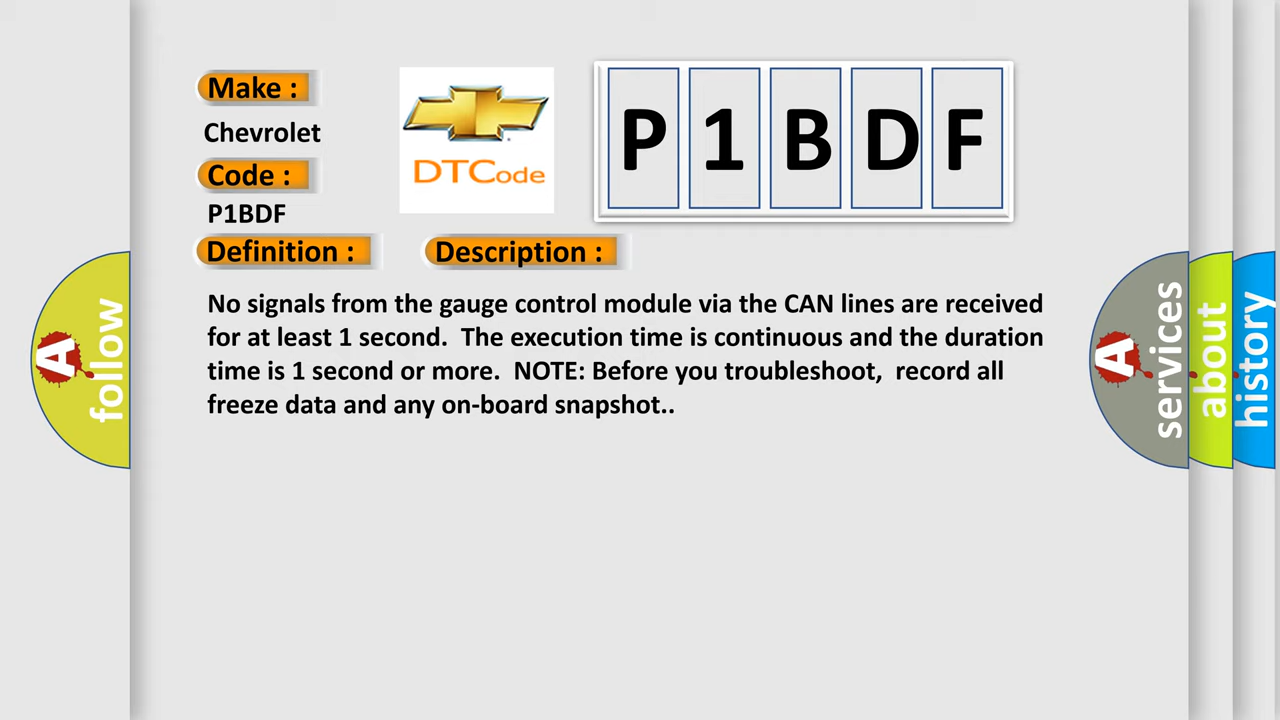 Make :
Chevrolet
Code :
P1BDF
DTCode
P1BDF
Definition :
Description :
No signals from the gauge control module via the CAN lines are received
for at least 1 second  The execution time is continuous and the duration
time is 1 second or more  NOTE: Before you troubleshoot,  record all
freeze data and any on-board snapshot..
A follow
A services
about
history